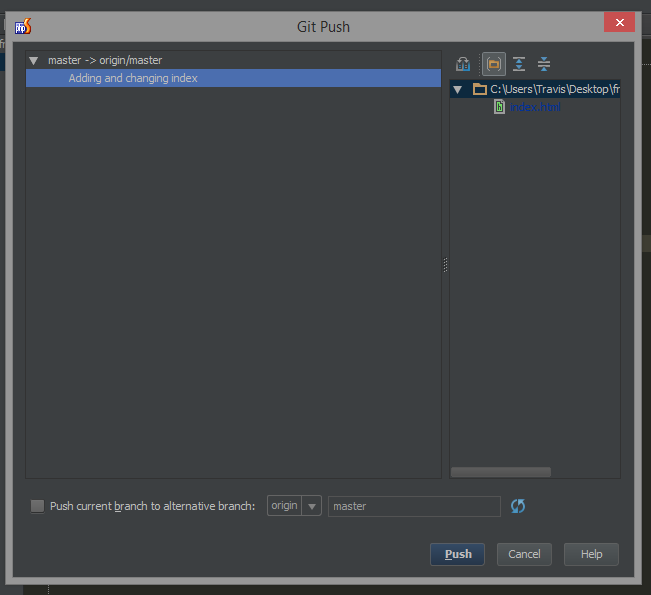 Git Push
master -> origin/master
Adding and changing index
C:\Users\Travis\Desktop\fr
index.html
Push current branch to alternative branch: origin master
Push Cancel Help